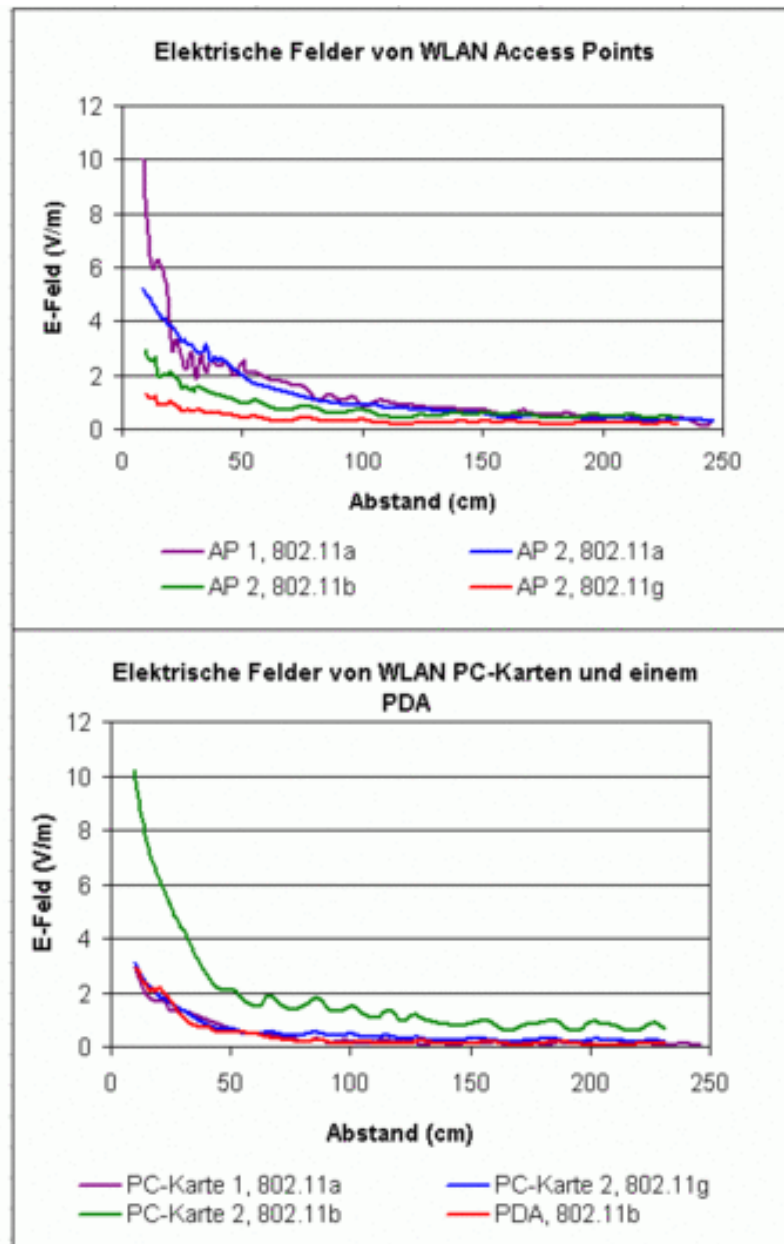 Elektrische Felder von WLAN Access Points
12
10
8
6
4
2
0
E-Feld (V/m)
0 50 100 150 200 250
Abstand (cm)
AP 1, 802.11a AP 2, 802.11a
AP 2, 802.11b AP 2, 802.11g
Elektrische Felder von WLAN PC-Karten und einem
PDA
12
10
8
6
4
2
0
E-Feld (V/m)
0 50 100 150 200 250
Abstand (cm)
PC-Karte 1, 802.11a PC-Karte 2, 802.11g
PC-Karte 2, 802.11b PDA, 802.11b